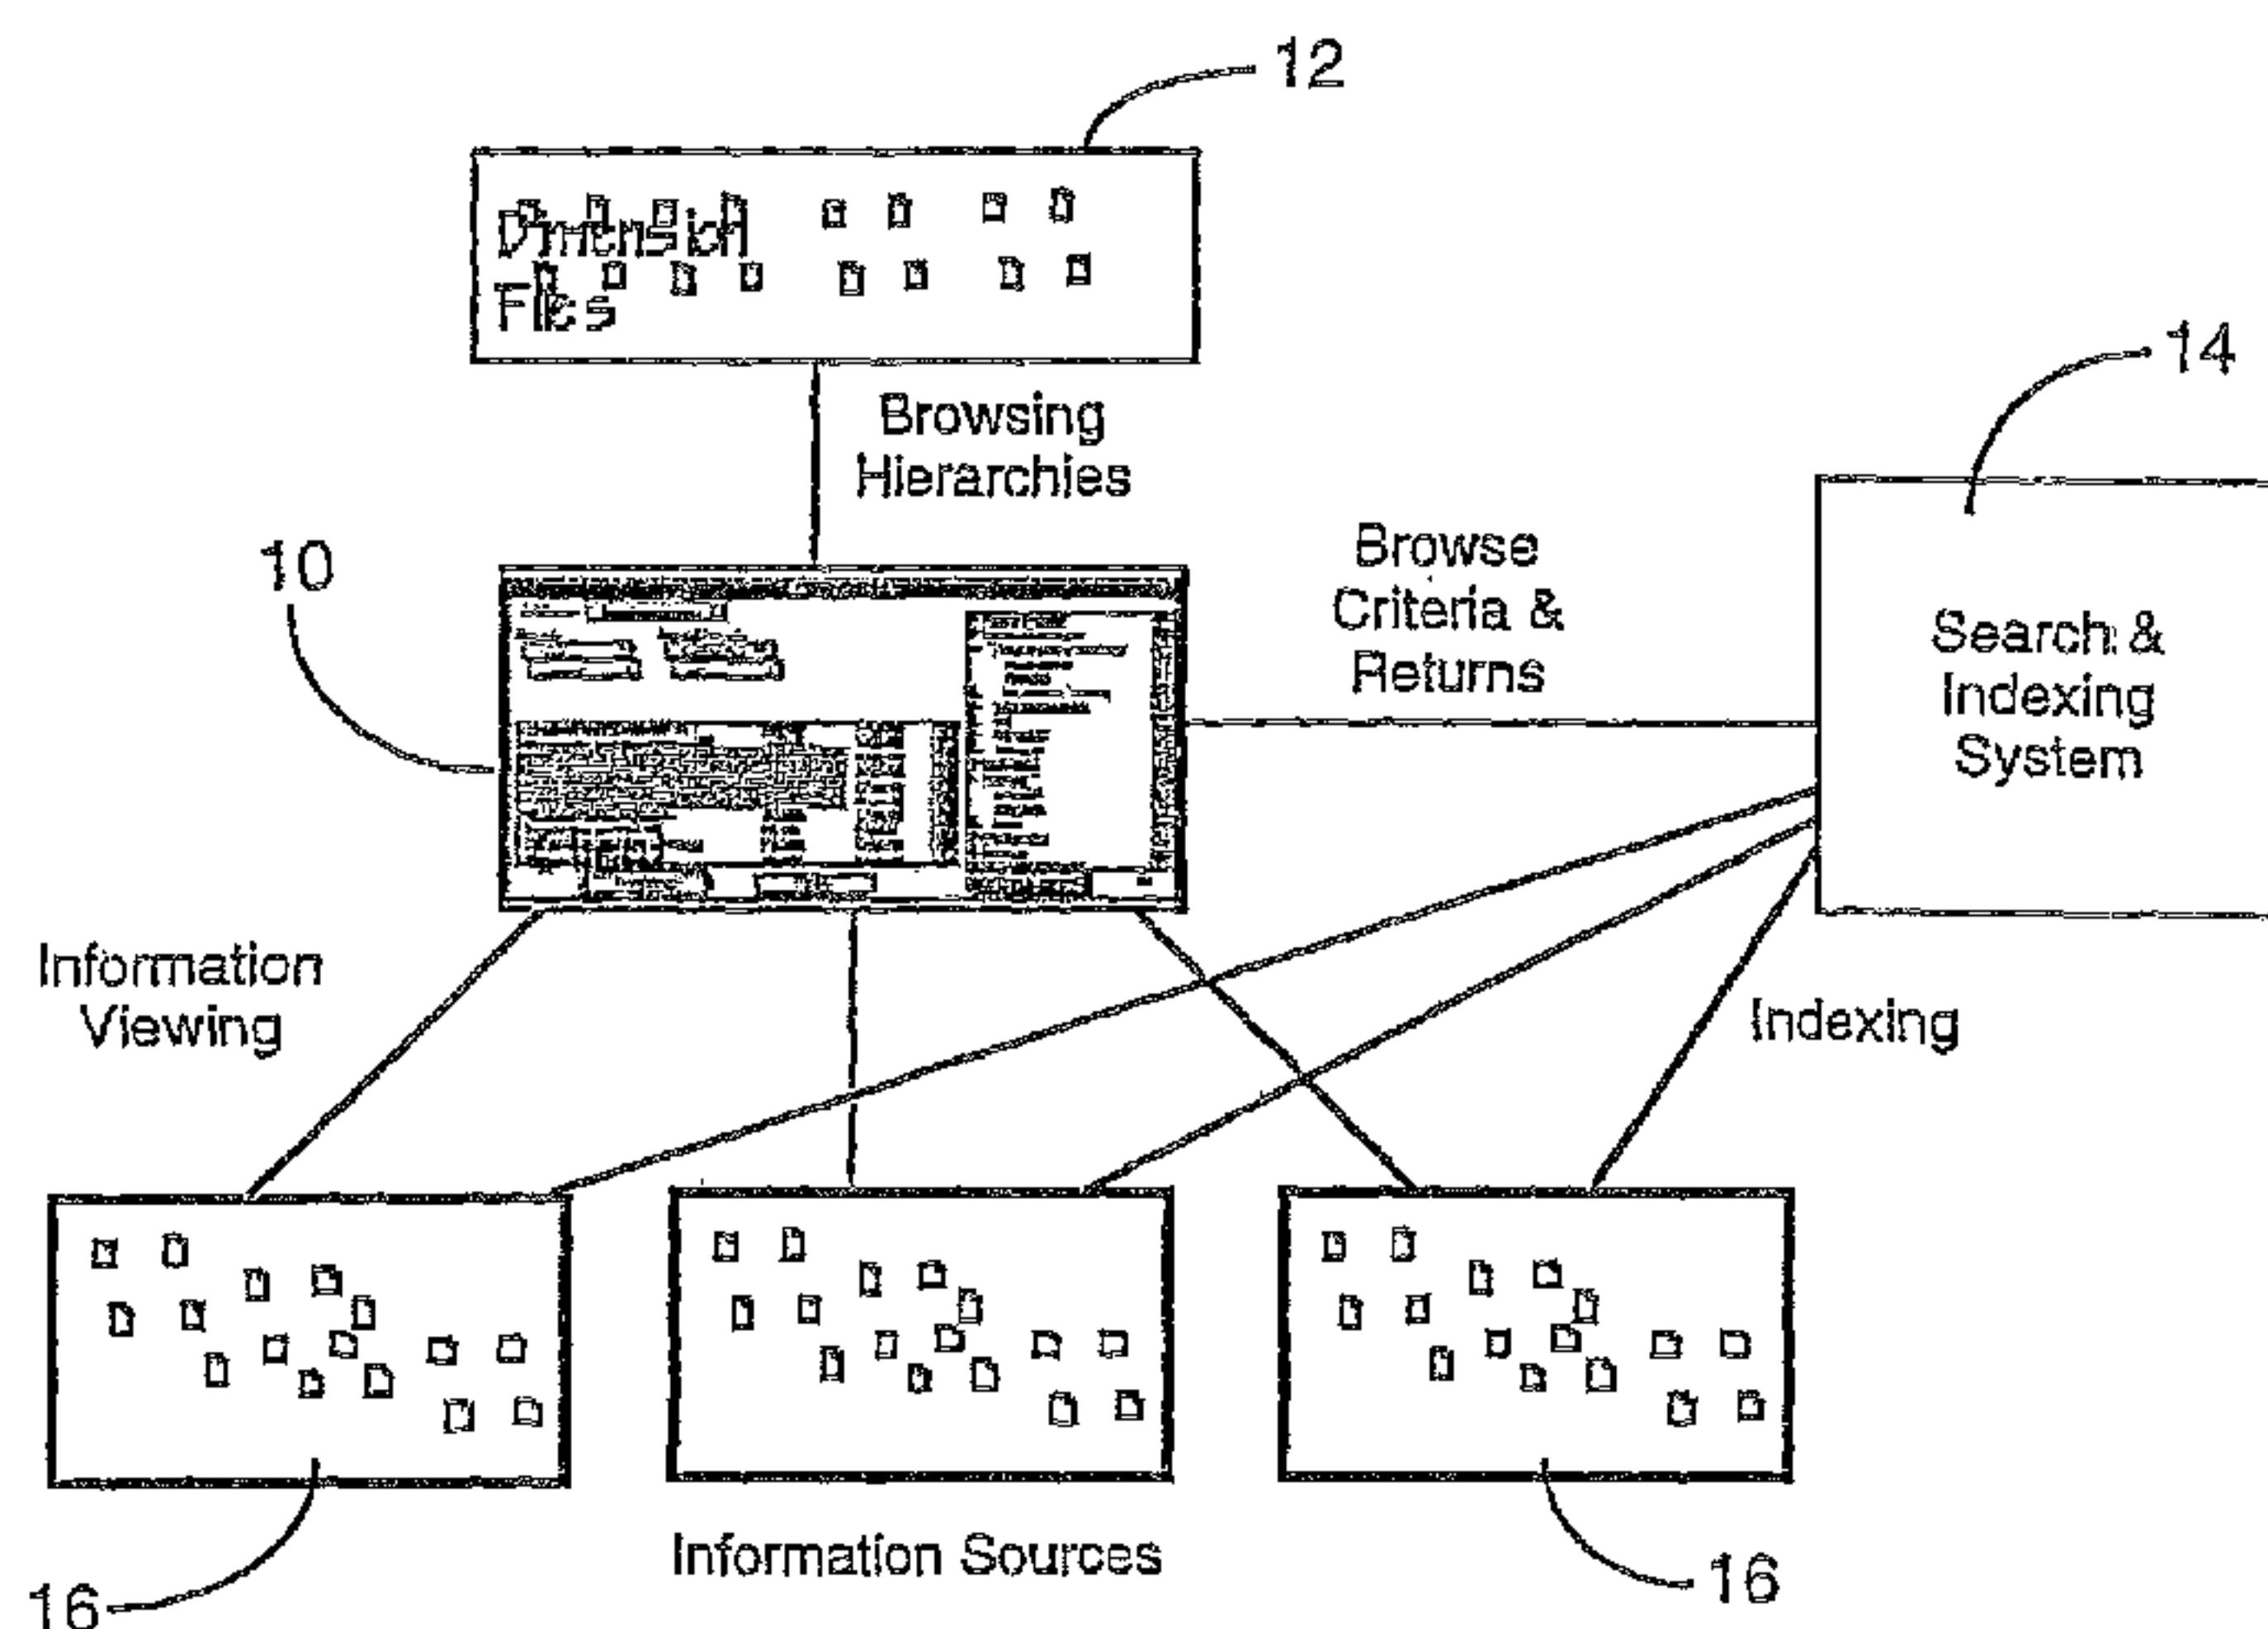 12
Dimension
Files
14
Browsing
Hierarchies
10
Browse
Criteria &
Returns
Search &
Indexing
System
Information
Viewing
Indexing
Information Sources
16
16